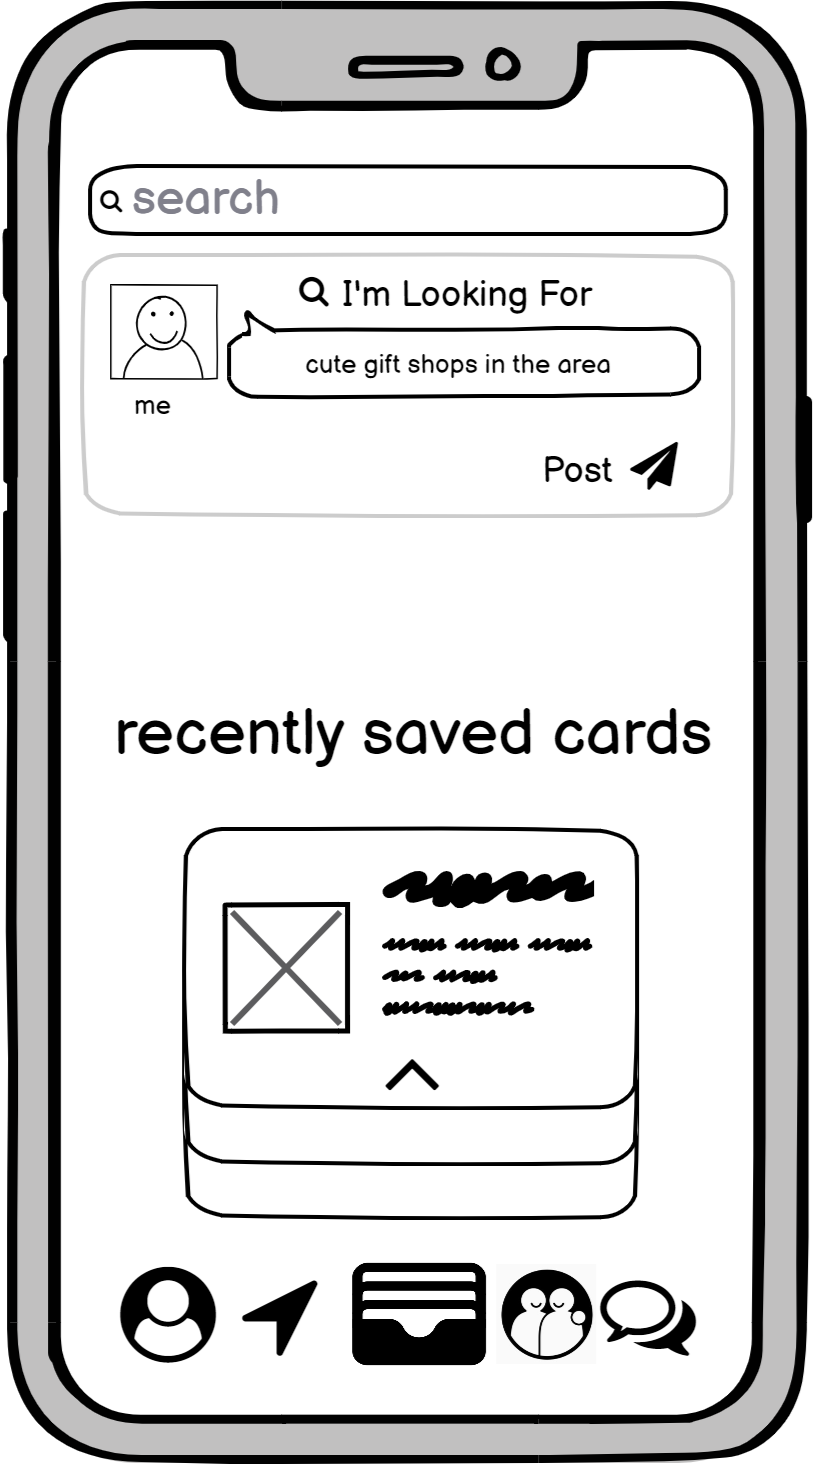 search
I'm Looking For
cute gift shops in the area
me
Post
recently saved cards